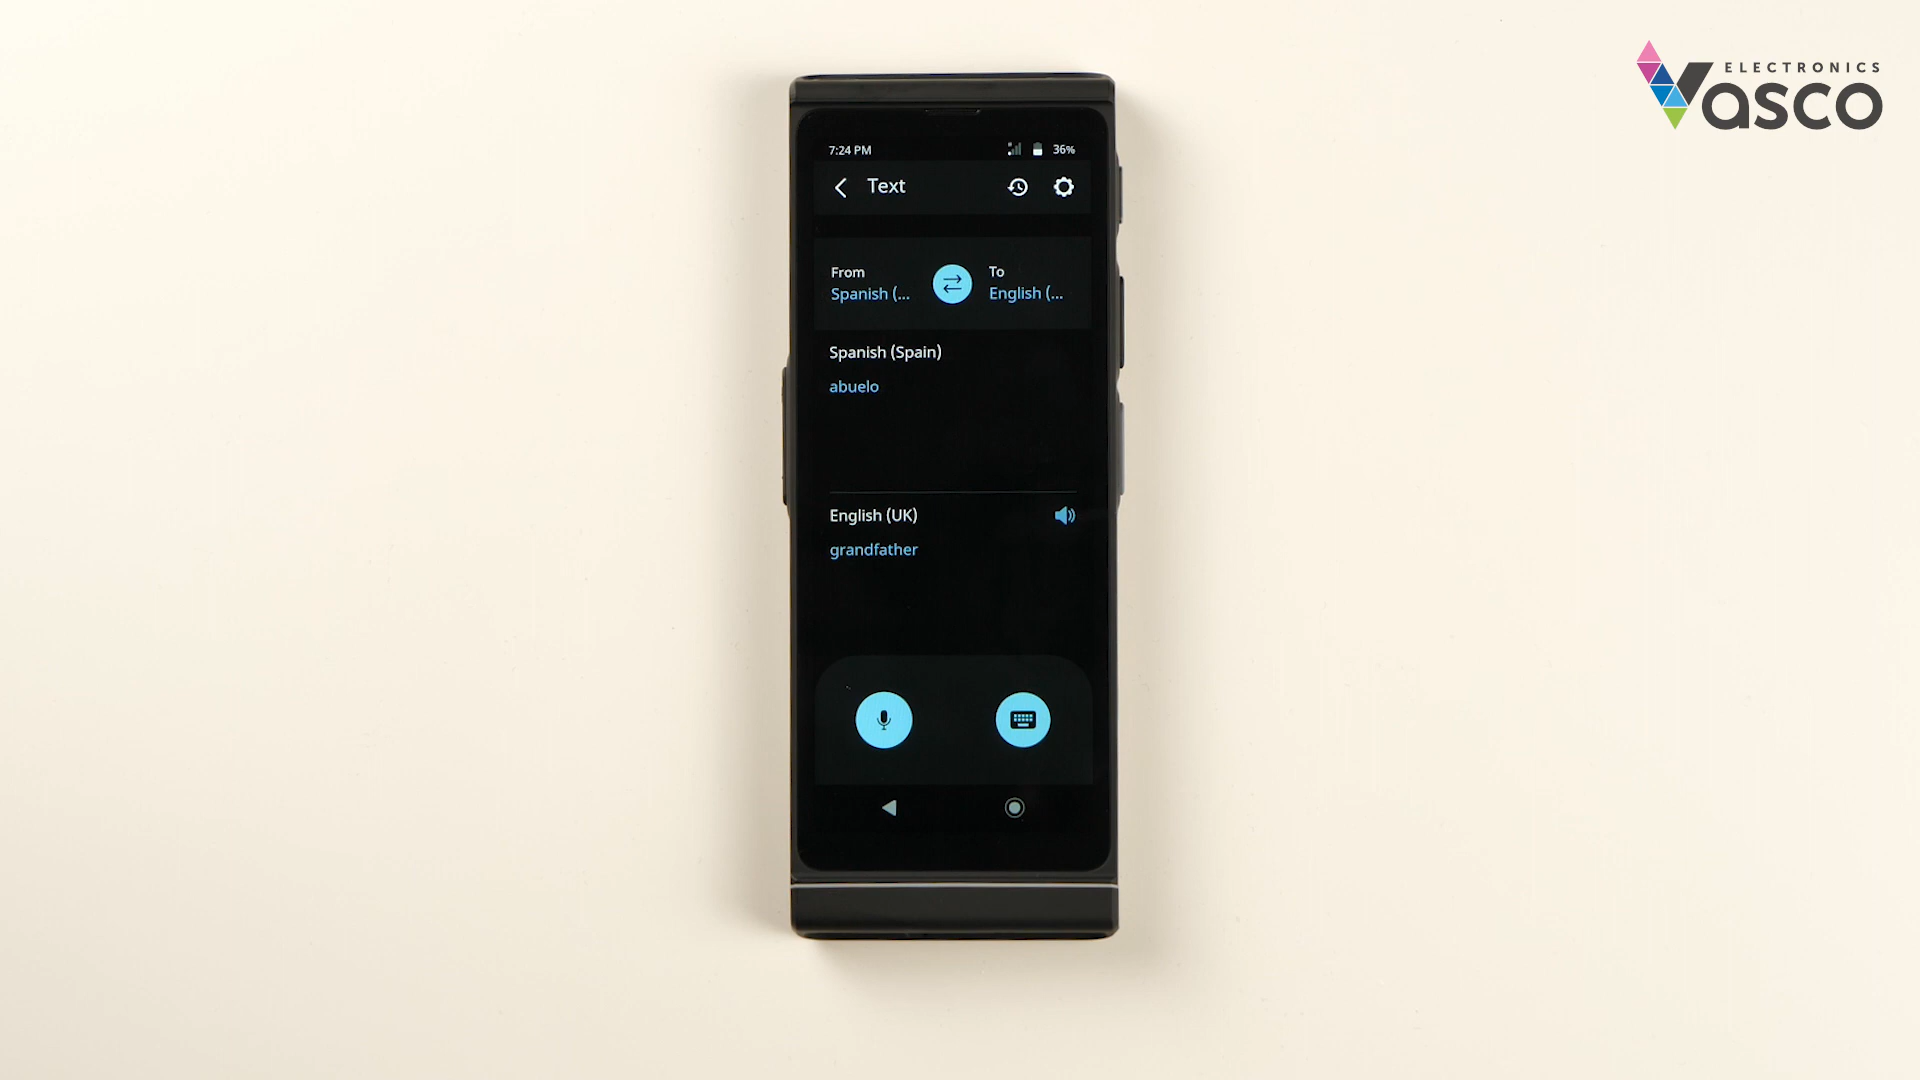 ELECTRONICS
Vasco
7:24 PM 36%
Text
From To
Spanish (... English (...
Spanish (Spain)
abuelo
English (UK)
grandfather